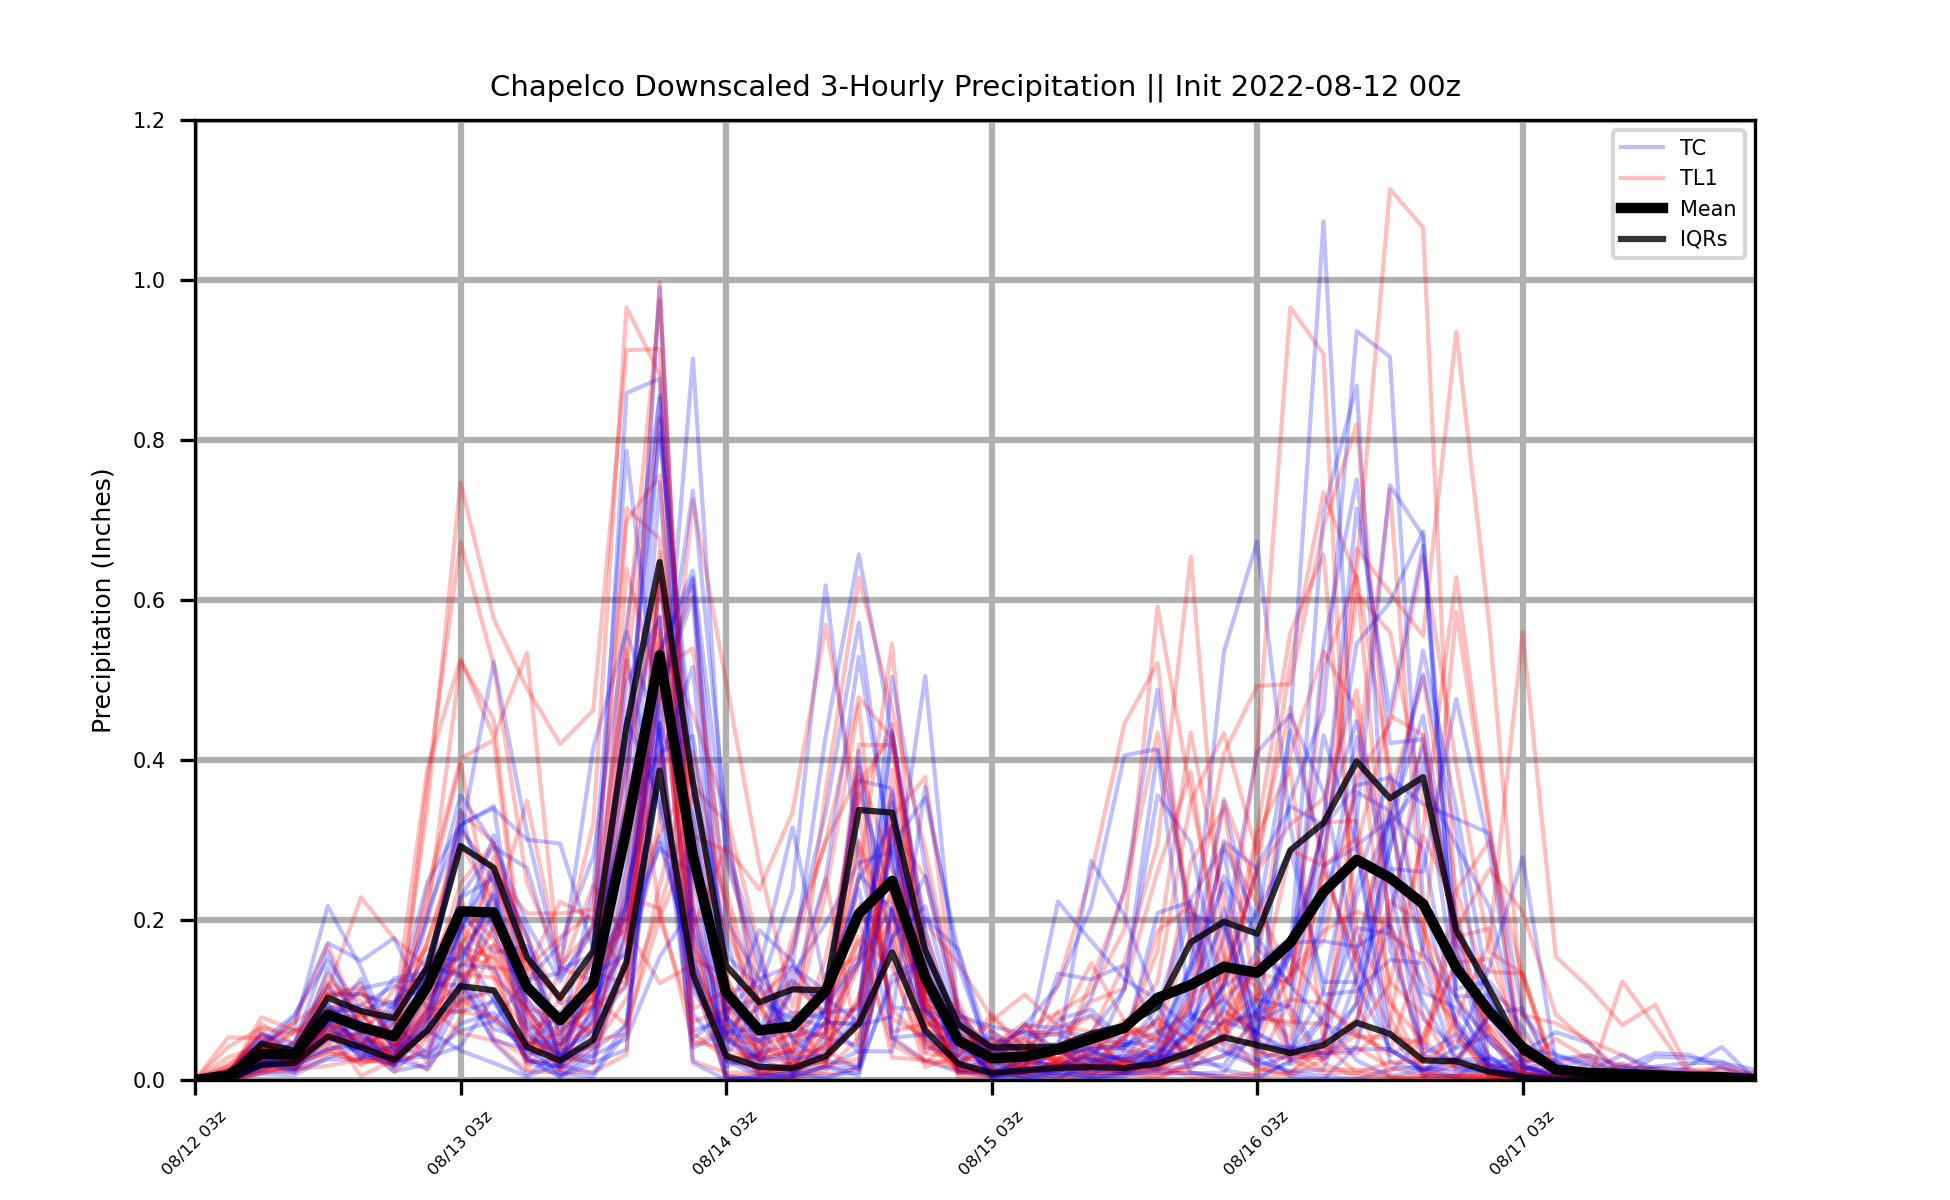 Chapelco Downscaled 3-Hourly Precipitation || Init 2022-08-12 00z
1.2
1.0
0.8
0.6
0.4
0.2
0.0
Precipitation (Inches)
TC
TL1
Mean
IQRs
08/12 03z
08/13 03z
08/14 03z
08/15 03z
08/16 03z
08/17 03z